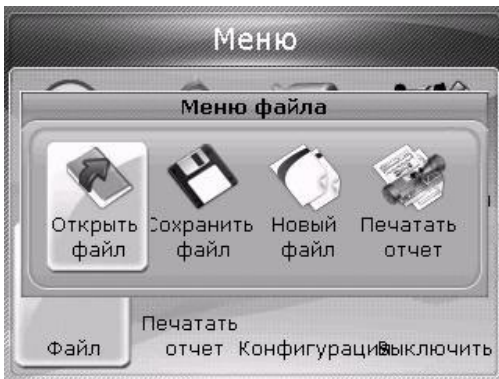 Меню
Меню файла
Открыть Сохранить Новый Печатать
файл файл файл отчет
Печатать
Файл отчет Конфигурация Выключить